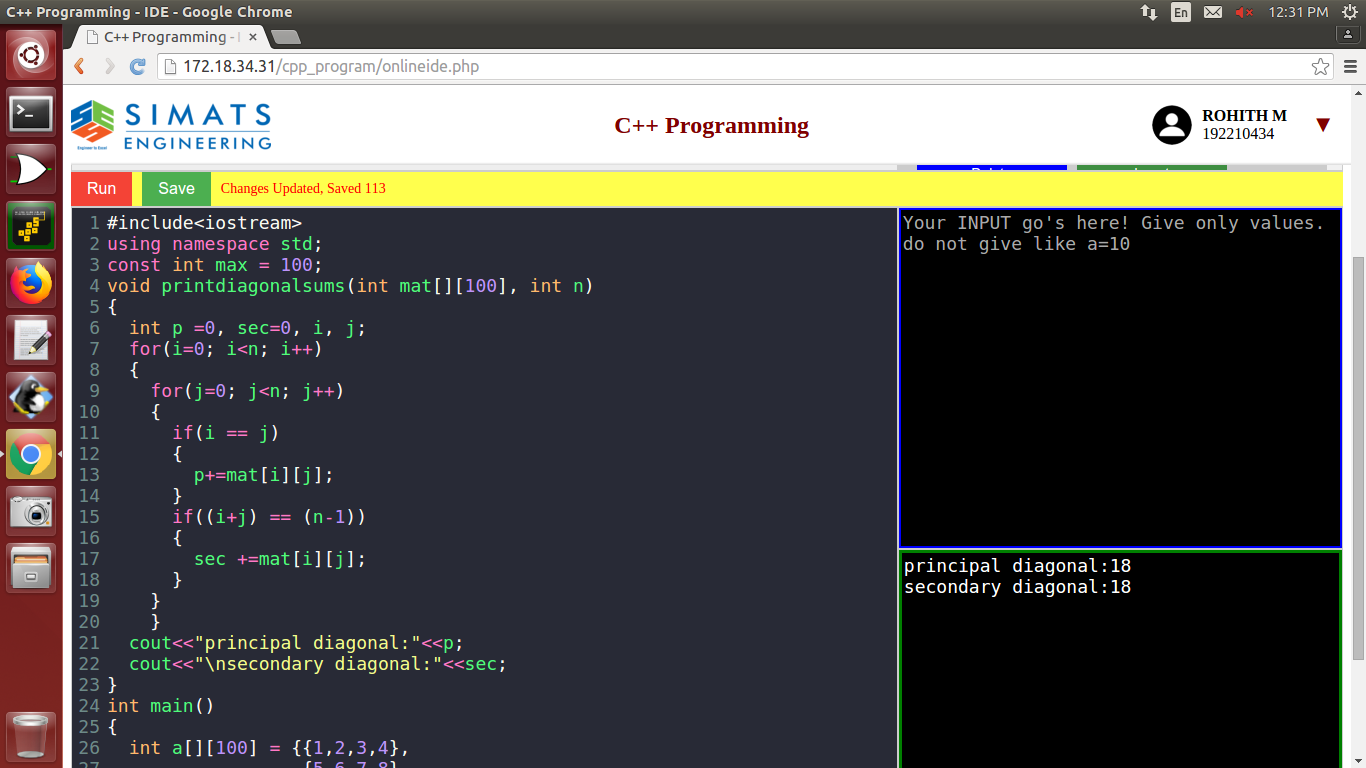 C++ Programming - IDE - Google Chrome
En
12:31 PM
C++ Programming - I
172.18.34.31/cpp_program/onlineide.php
SIMATS
ENGINEERING
Engineer to Excel
C++ Programming
ROHITH M
192210434
Run
Save
Changes Updated, Saved 113
1 #include<iostream>
2 using namespace std;
3 const int max = 100;
4 void printdiagonalsums(int mat[][100], int n)
5 {
6 int p =0, sec=0, i, j;
7 for(i=0; i<n; i++)
8 {
9 for(j=0; j<n; j++)
10 {
11 if(i == j)
12 {
13 p+=mat[i][j];
14 }
15 if((i+j) == (n-1))
16 {
17 sec +=mat[i][j];
18 }
19 }
20 }
21 cout<<"principal diagonal:"<<p;
22 cout<<"\nsecondary diagonal:"<<sec;
23 }
24 int main()
25 {
26 int a[][100] = {{1,2,3,4},
27 {5,6,7,8},
Your INPUT go's here! Give only values.
do not give like a=10
principal diagonal:18
secondary diagonal:18